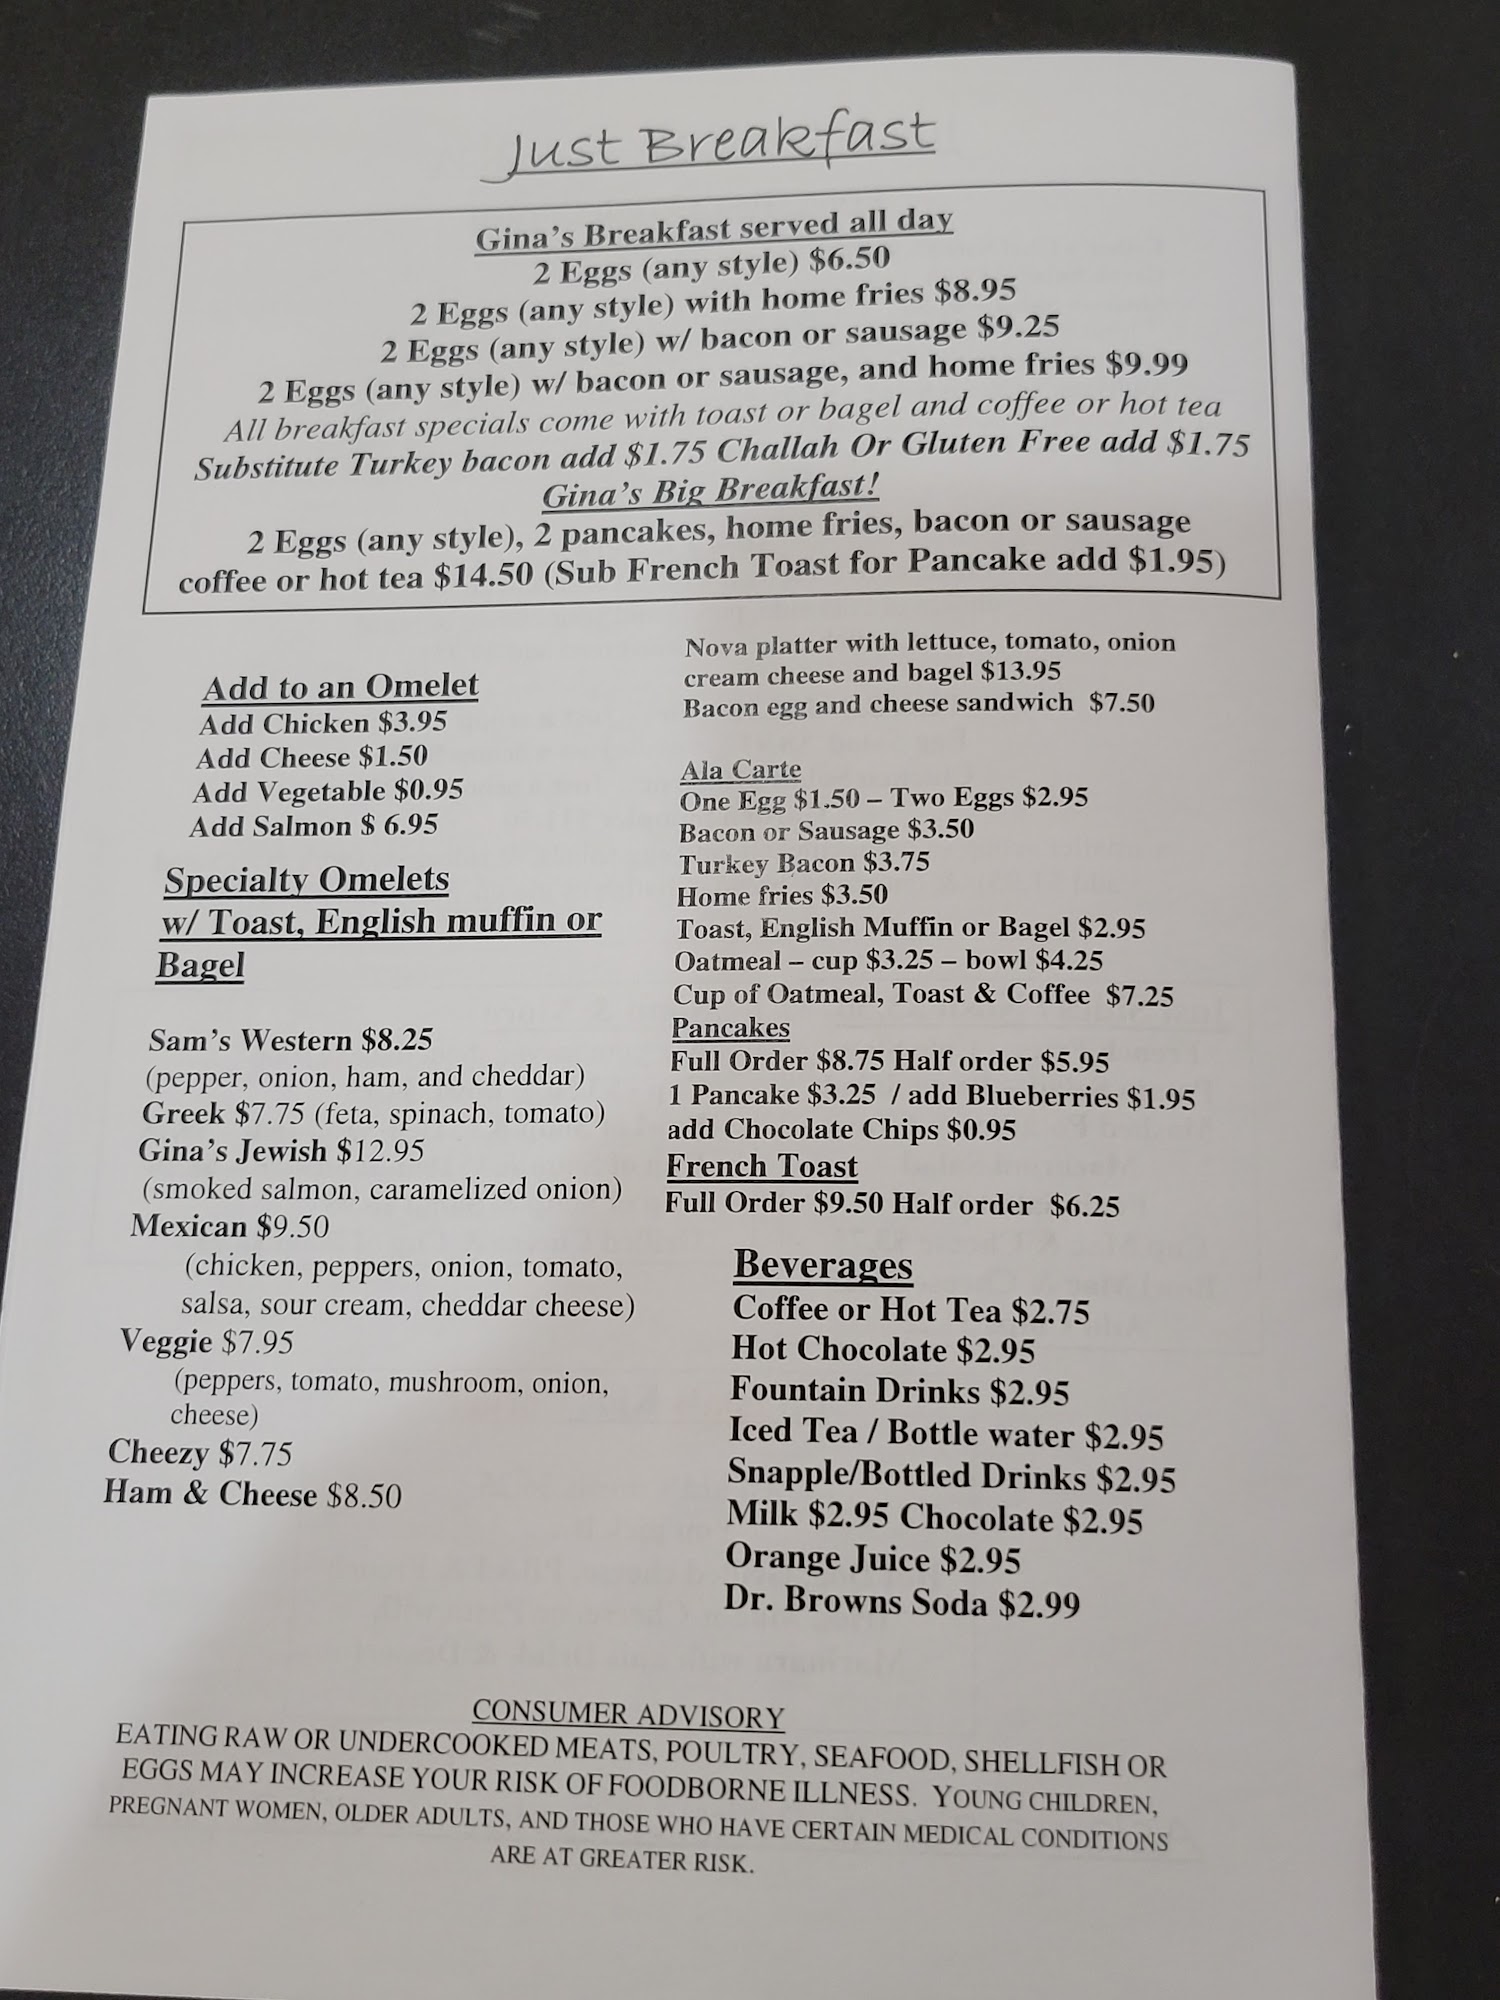 Just Breakfast
Gina's Breakfast served all day
2 Eggs (any style) $6.50
2 Eggs (any style) with home fries $8.95
2 Eggs (any style) w/ bacon or sausage $9.25
2 Eggs (any style) w/ bacon or sausage, and home fries $9.99
All breakfast specials come with toast or bagel and coffee or hot tea
Substitute Turkey bacon add $1.75 Challah Or Gluten Free add $1.75
Gina's Big Breakfast!
2 Eggs (any style), 2 pancakes, home fries, bacon or sausage
coffee or hot tea $14.50 (Sub French Toast for Pancake add $1.95)
Add to an Omelet
Add Chicken $3.95
Add Cheese $1.50
Add Vegetable $0.95
Add Salmon $ 6.95
Specialty Omelets
w/ Toast, English muffin or
Bagel
Sam's Western $8.25
(pepper, onion, ham, and cheddar)
Greek $7.75 (feta, spinach, tomato)
Gina's Jewish $12.95
(smoked salmon, caramelized onion)
Mexican $9.50
(chicken, peppers, onion, tomato,
salsa, sour cream, cheddar cheese)
Veggie $7.95
(peppers, tomato, mushroom, onion,
cheese)
Cheezy $7.75
Ham & Cheese $8.50
Nova platter with lettuce, tomato, onion
cream cheese and bagel $13.95
Bacon egg and cheese sandwich $7.50
Ala Carte
One Egg $1.50 – Two Eggs $2.95
Bacon or Sausage $3.50
Turkey Bacon $3.75
Home fries $3.50
Toast, English Muffin or Bagel $2.95
Oatmeal – cup $3.25 – bowl $4.25
Cup of Oatmeal, Toast & Coffee $7.25
Pancakes
Full Order $8.75 Half order $5.95
1 Pancake $3.25 / add Blueberries $1.95
add Chocolate Chips $0.95
French Toast
Full Order $9.50 Half order $6.25
Beverages
Coffee or Hot Tea $2.75
Hot Chocolate $2.95
Fountain Drinks $2.95
Iced Tea / Bottle water $2.95
Snapple/Bottled Drinks $2.95
Milk $2.95 Chocolate $2.95
Orange Juice $2.95
Dr. Browns Soda $2.99
CONSUMER ADVISORY
EATING RAW OR UNDERCOOKED MEATS, POULTRY, SEAFOOD, SHELLFISH OR
EGGS MAY INCREASE YOUR RISK OF FOODBORNE ILLNESS. YOUNG CHILDREN,
PREGNANT WOMEN, OLDER ADULTS, AND THOSE WHO HAVE CERTAIN MEDICAL CONDITIONS
ARE AT GREATER RISK.